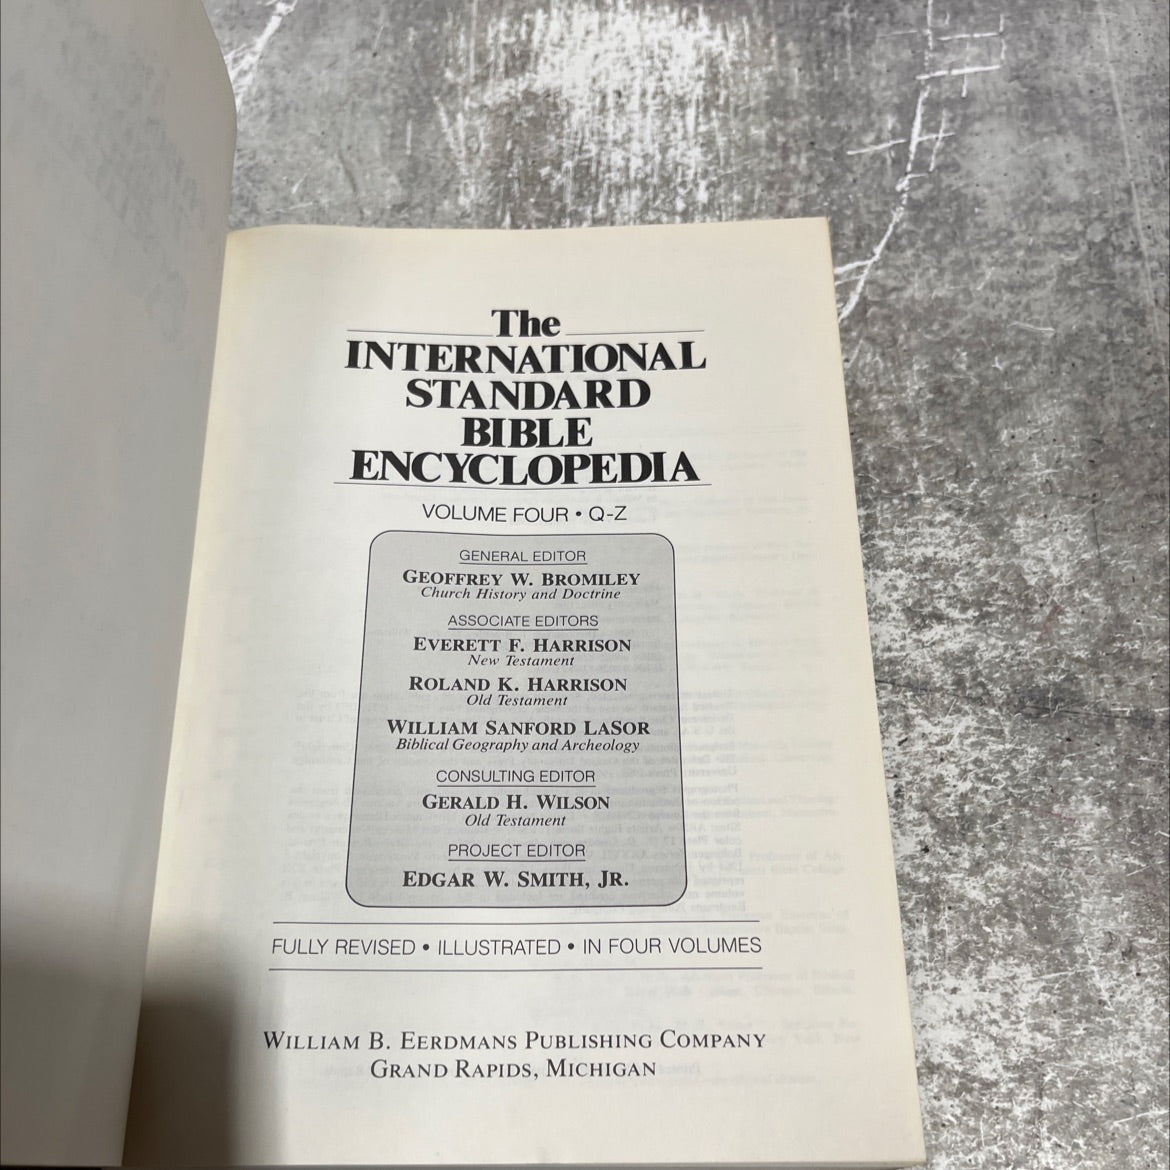 The
INTERNATIONAL
STANDARD
BIBLE
ENCYCLOPEDIA
VOLUME FOUR • Q-Z
GENERAL EDITOR
GEOFFREY W. BROMILEY
Church History and Doctrine
ASSOCIATE EDITORS
EVERETT F. HARRISON
New Testament
ROLAND K. HARRISON
Old Testament
WILLIAM SANFORD LASOR
Biblical Geography and Archeology
CONSULTING EDITOR
GERALD H. WILSON
Old Testament
PROJECT EDITOR
EDGAR W. SMITH, JR.
FULLY REVISED • ILLUSTRATED • IN FOUR VOLUMES
WILLIAM B. EERDMANS PUBLISHING COMPANY
GRAND RAPIDS, MICHIGAN